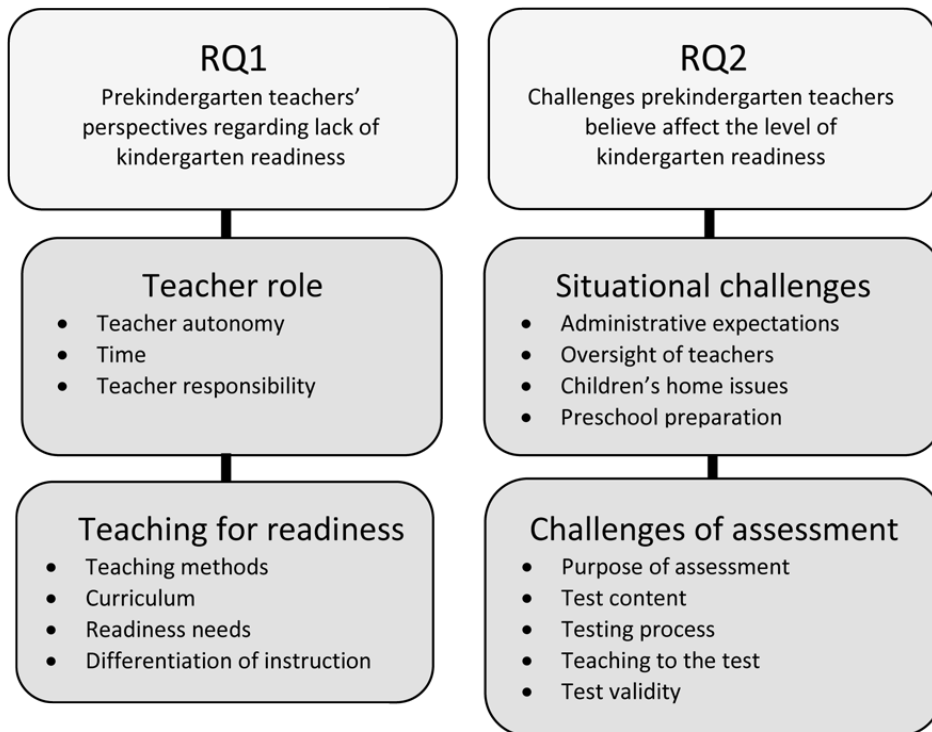 RQ1
Prekindergarten teachers’
perspectives regarding lack of
kindergarten readiness
Teacher role
• Teacher autonomy
• Time
• Teacher responsibility
Teaching for readiness
• Teaching methods
• Curriculum
• Readiness needs
• Differentiation of instruction
RQ2
Challenges prekindergarten teachers
believe affect the level of
kindergarten readiness
Situational challenges
• Administrative expectations
• Oversight of teachers
• Children’s home issues
• Preschool preparation
Challenges of assessment
• Purpose of assessment
• Test content
• Testing process
• Teaching to the test
• Test validity